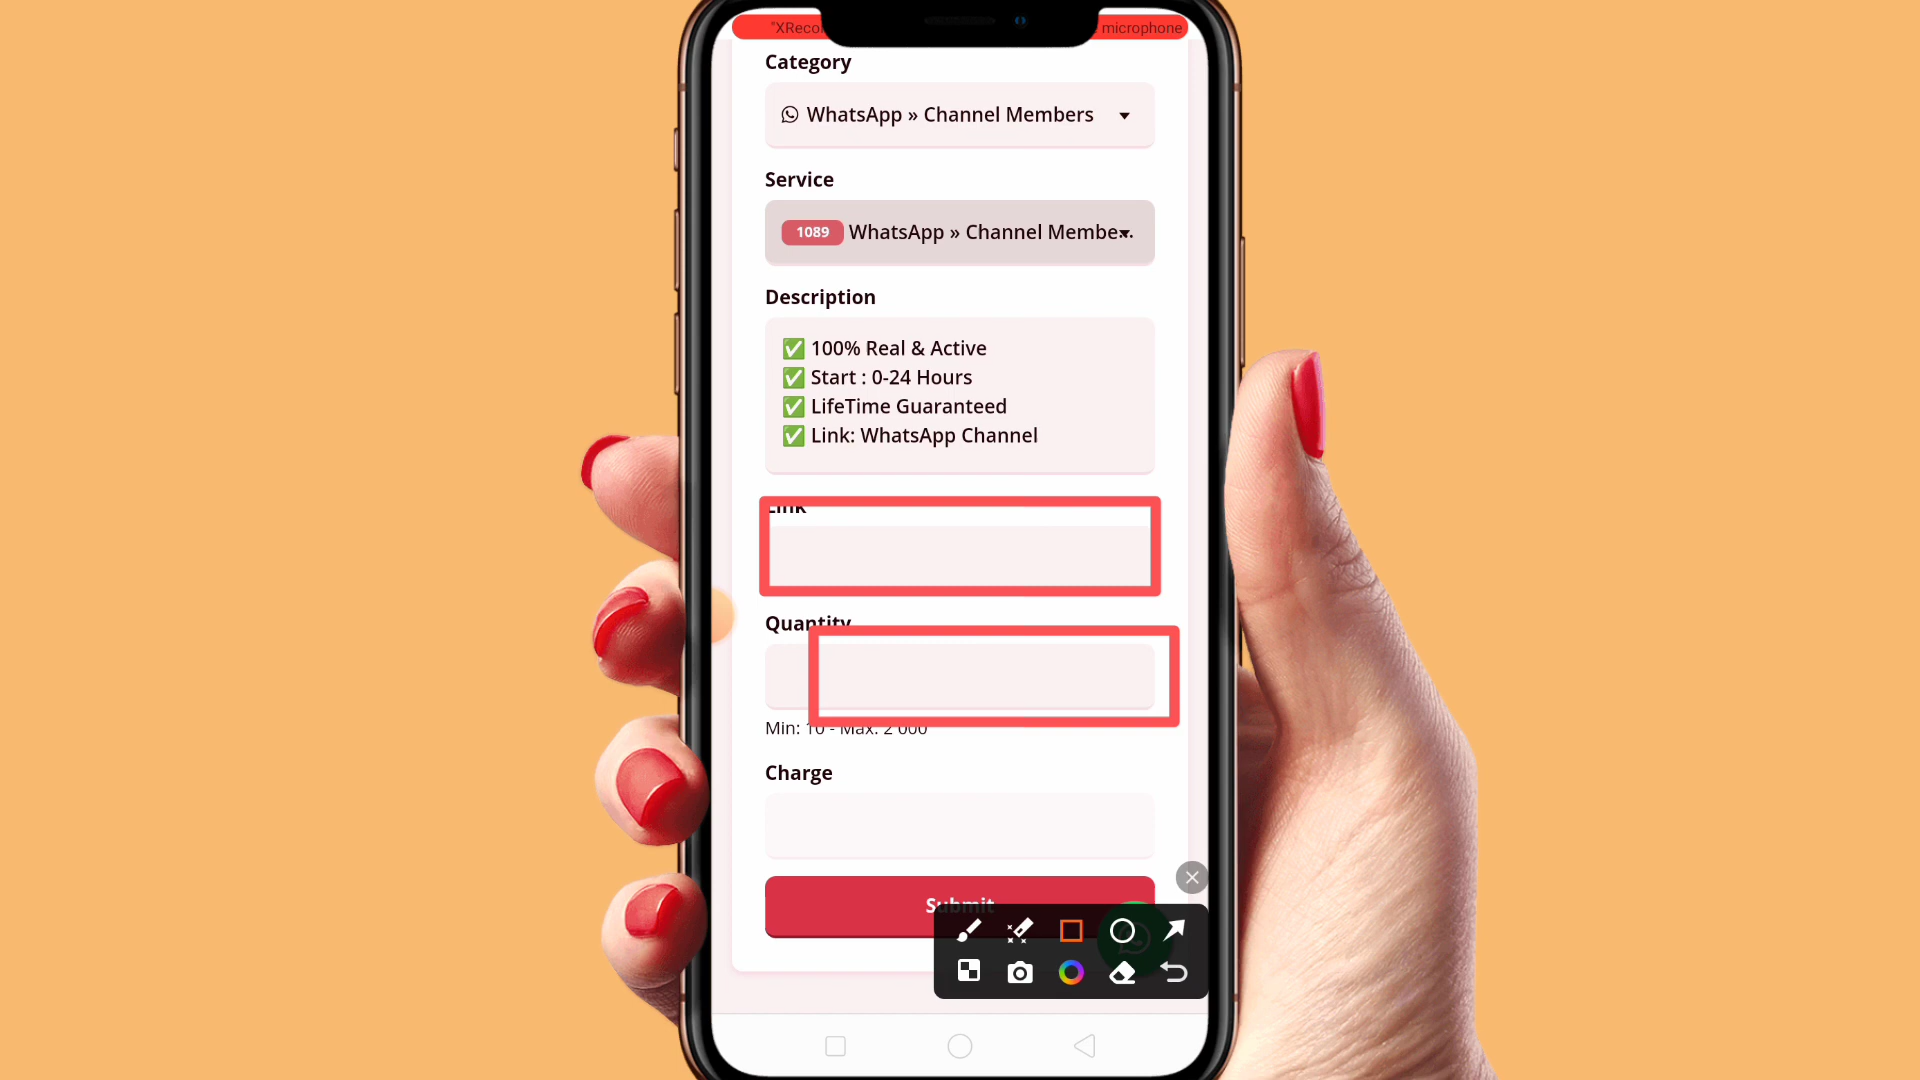 "XRecor
microphone
Category
WhatsApp » Channel Members
Service
1089 WhatsApp » Channel Membe...
Description
✅ 100% Real & Active
✅ Start : 0-24 Hours
✅ LifeTime Guaranteed
✅ Link: WhatsApp Channel
Link
Quantity
Min: 10 - Max: 2 000
Charge
Submit